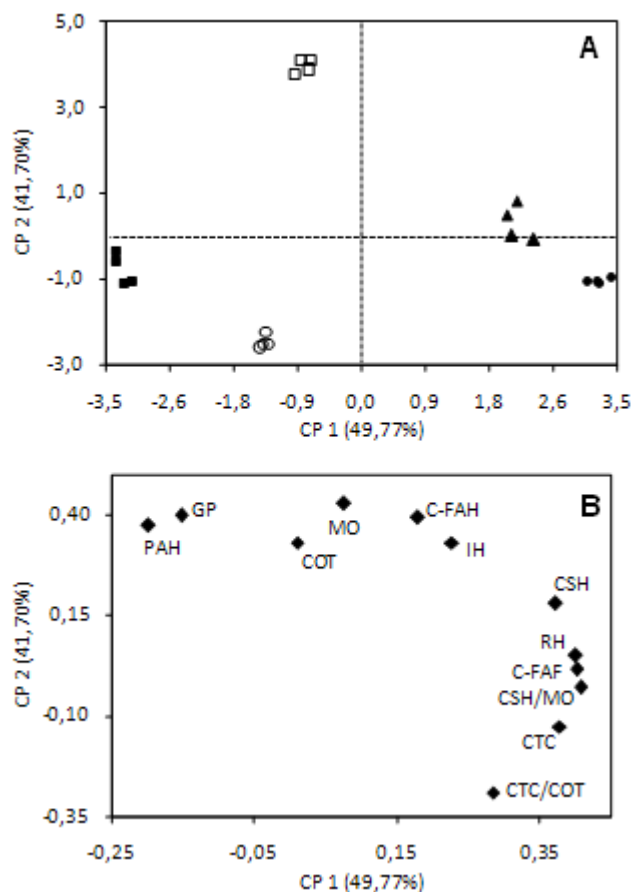 5,0
A
3,0
CP 2 (41,70%)
1,0
-1,0
-3,0
-3,5 -2,6 -1,8 -0,9 0,0 0,9 1,8 2,6 3,5
CP 1 (49,77%)
B
0,40
GP
C-FAH
MO
PAH
COT
IH
CSH
0,15
CP 2 (41,70%)
RH
C-FAF
CSH/MO
-0,10
CTC
CTC/COT
-0,35
-0,25 -0,05 0,15 0,35
CP 1 (49,77%)